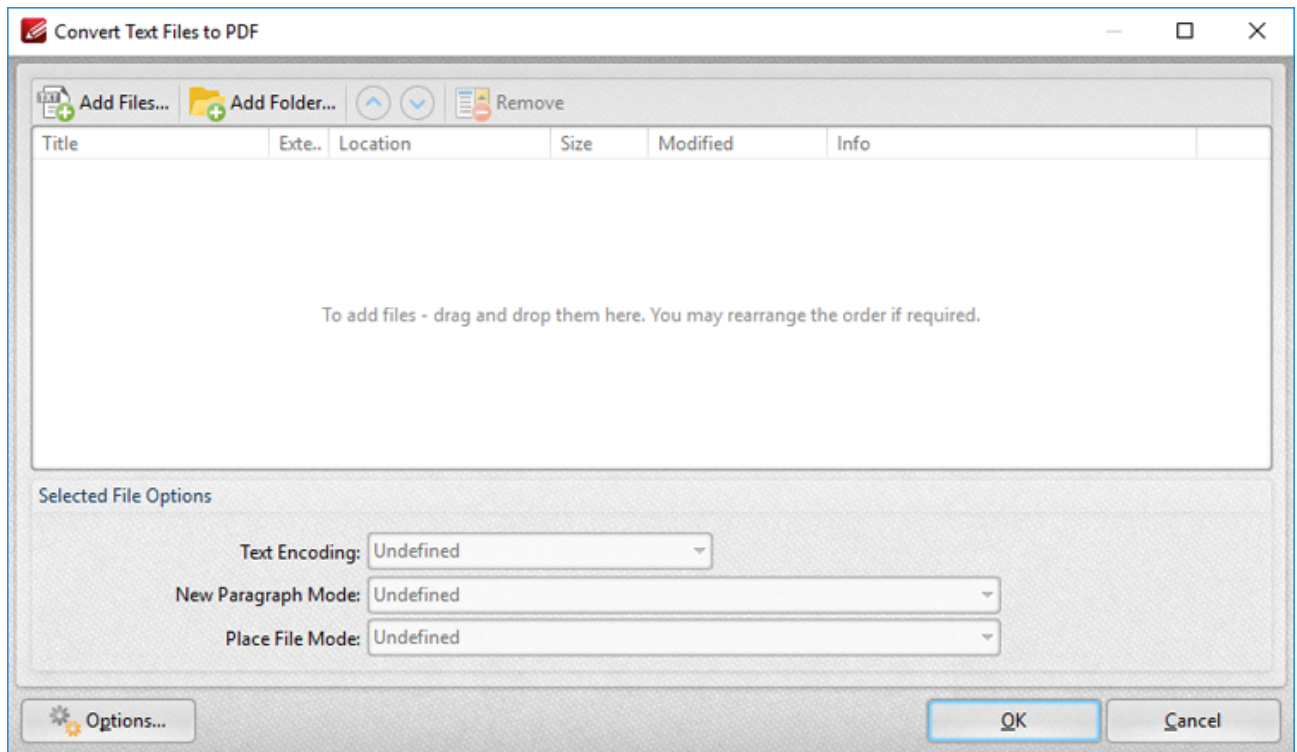 Convert Text Files to PDF
TXT Add Files... Add Folder... Remove
Title Exte.. Location Size Modified Info
To add files - drag and drop them here. You may rearrange the order if required.
Selected File Options
Text Encoding: Undefined
New Paragraph Mode: Undefined
Place File Mode: Undefined
Options... OK Cancel